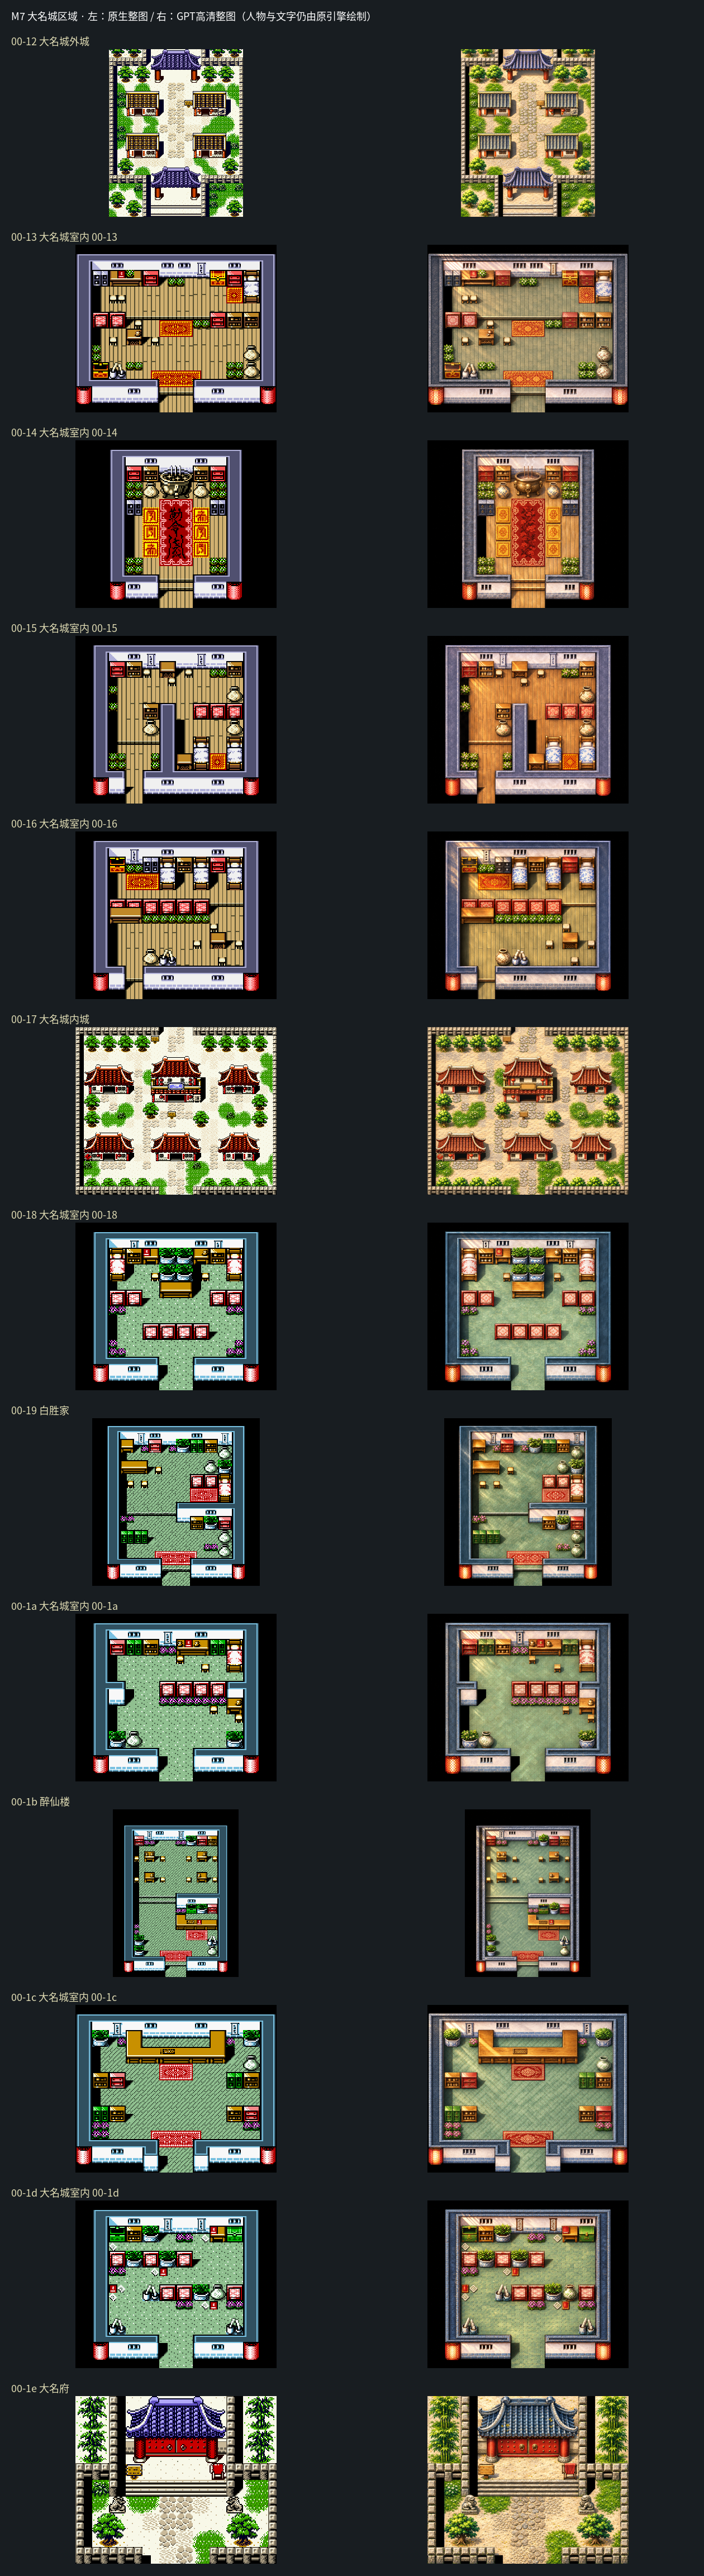 M7 大名城区域 · 左：原生整图 / 右：GPT高清整图（人物与文字仍由原引擎绘制）
00-12 大名城外城
00-13 大名城室内 00-13
00-14 大名城室内 00-14
00-15 大名城室内 00-15
00-16 大名城室内 00-16
00-17 大名城内城
00-18 大名城室内 00-18
00-19 白胜家
00-1a 大名城室内 00-1a
00-1b 醉仙楼
00-1c 大名城室内 00-1c
00-1d 大名城室内 00-1d
00-1e 大名府